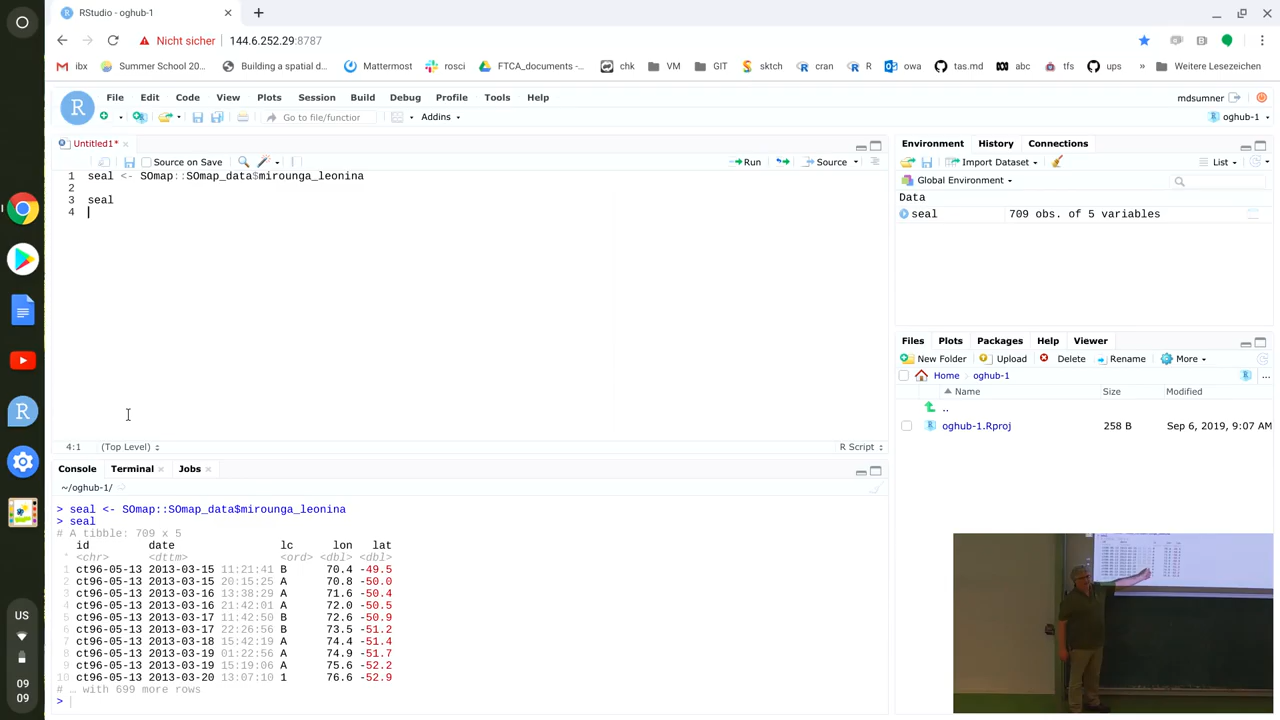 RStudio - oghub-1
Nicht sicher 144.6.252.29:8787
ibx Summer School 20... Building a spatial d... Mattermost rosci FTCA_documents -... chk VM GIT sktch cran R owa tas.md abc tfs ups » Weitere Lesezeichen
File Edit Code View Plots Session Build Debug Profile Tools Help
mdsumner
Go to file/function Addins
oghub-1
Untitled1*
Source on Save Run Source
1 seal <- SOmap::SOmap_data$mirounga_leonina
2
3 seal
4
4:1 (Top Level) R Script
Console Terminal Jobs
~/oghub-1/
> seal <- SOmap::SOmap_data$mirounga_leonina
> seal
# A tibble: 709 x 5
id date lc lon lat
* <chr> <dttm> <ord> <dbl> <dbl>
1 ct96-05-13 2013-03-15 11:21:41 B 70.4 -49.5
2 ct96-05-13 2013-03-15 20:15:25 A 70.8 -50.0
3 ct96-05-13 2013-03-16 13:38:29 A 71.6 -50.4
4 ct96-05-13 2013-03-16 21:42:01 A 72.0 -50.5
5 ct96-05-13 2013-03-17 11:42:50 B 72.6 -50.9
6 ct96-05-13 2013-03-17 22:26:56 B 73.5 -51.2
7 ct96-05-13 2013-03-18 15:42:19 A 74.4 -51.4
8 ct96-05-13 2013-03-19 01:22:56 A 74.9 -51.7
9 ct96-05-13 2013-03-19 15:19:06 A 75.6 -52.2
10 ct96-05-13 2013-03-20 13:07:10 1 76.6 -52.9
# … with 699 more rows
>
Environment History Connections
Import Dataset List
Global Environment
Data
seal 709 obs. of 5 variables
Files Plots Packages Help Viewer
New Folder Upload Delete Rename More
Home oghub-1 ...
Name Size Modified
..
oghub-1.Rproj 258 B Sep 6, 2019, 9:07 AM
US
09
09